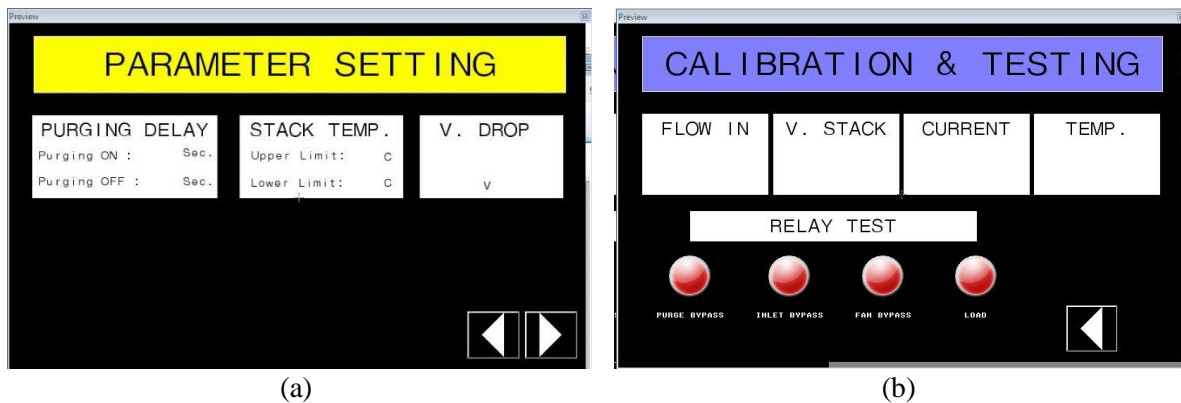 Preview
PARAMETER SETTING
PURGING DELAY
Purging ON : Sec.
Purging OFF : Sec.
STACK TEMP.
Upper Limit: C
Lower Limit: C
V. DROP
V
(a)
Preview
CALIBRATION & TESTING
FLOW IN
V. STACK
CURRENT
TEMP.
RELAY TEST
PURGE BYPASS
INLET BYPASS
FAN BYPASS
LOAD
(b)